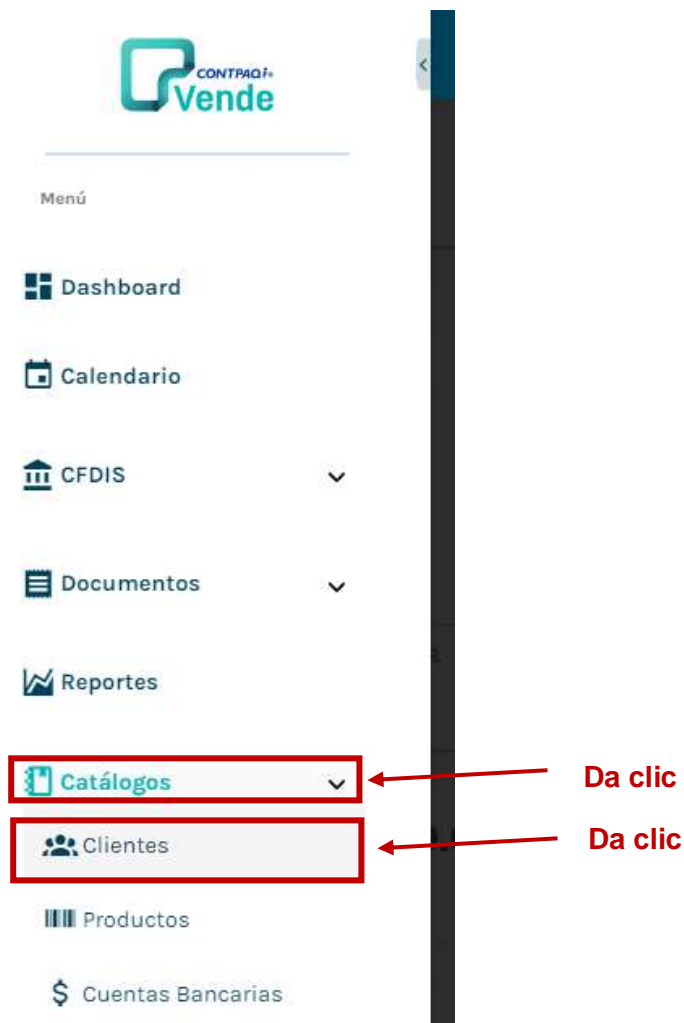 CONTPAQi®
Vende
Menú
Dashboard
Calendario
CFDIS
Documentos
Reportes
Catálogos
Da clic
Clientes
Da clic
Productos
$ Cuentas Bancarias